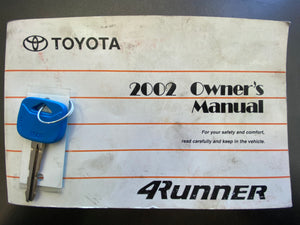 TOYOTA
2002 Owner's
Manual
For your safety and comfort,
read carefully and keep in the vehicle.
4RUNNER